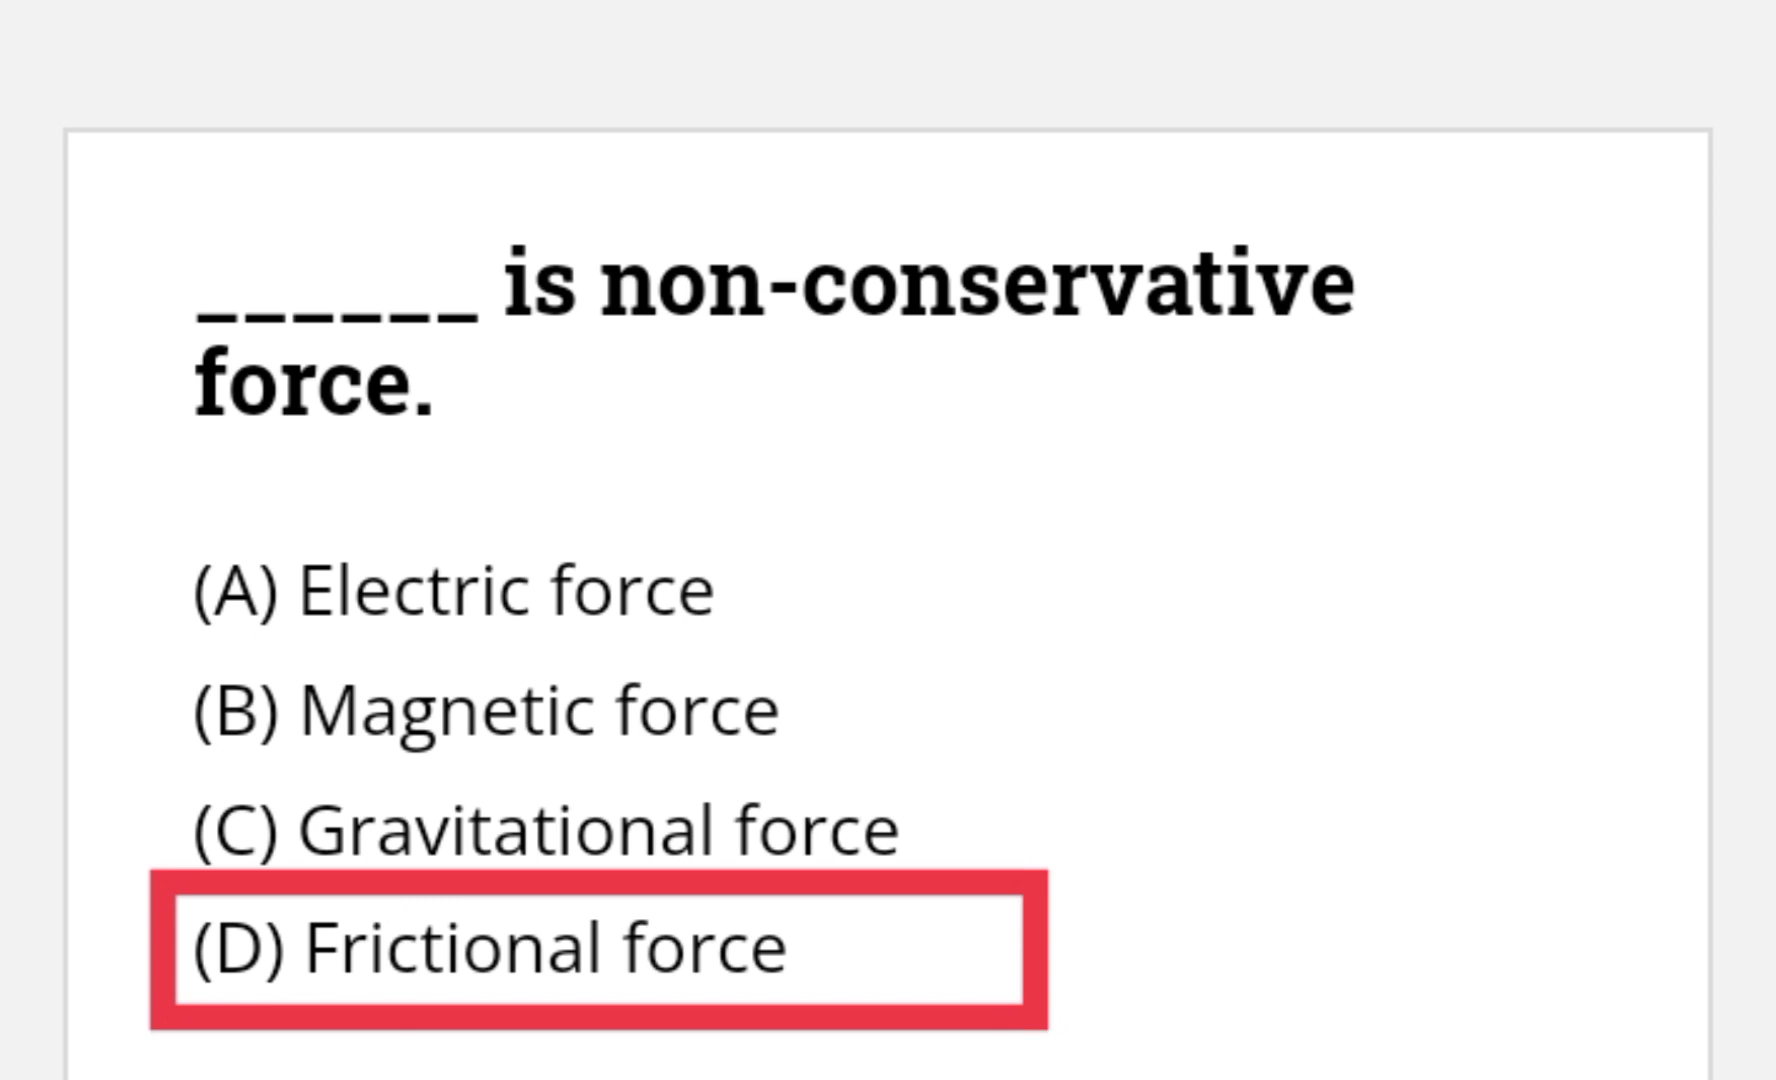 ______ is non-conservative
force.
(A) Electric force
(B) Magnetic force
(C) Gravitational force
(D) Frictional force